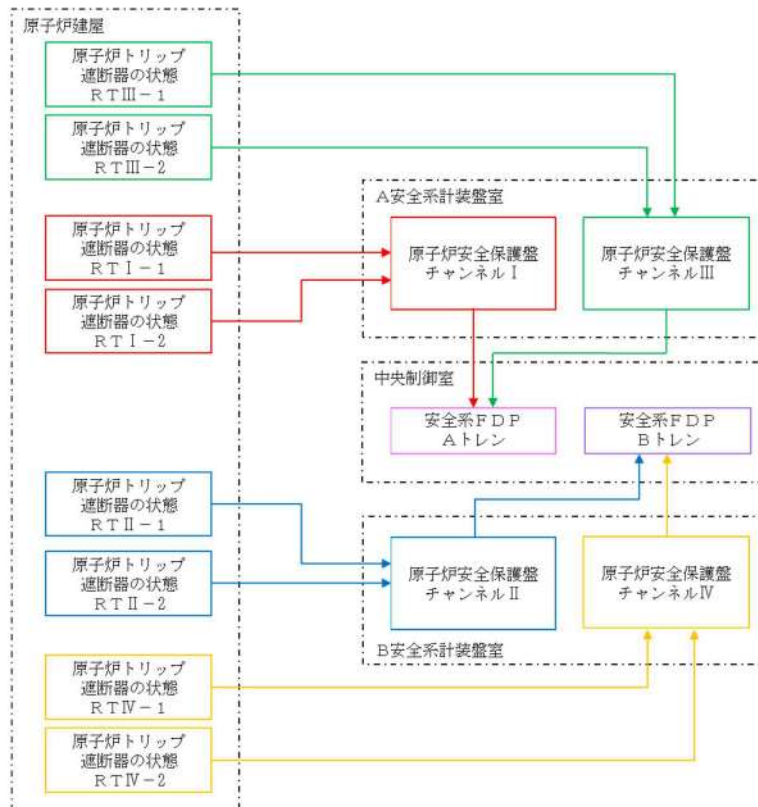 原子炉建屋
原子炉トリップ
遮断器の状態
ＲＴⅢ－１
原子炉トリップ
遮断器の状態
ＲＴⅢ－２
Ａ安全系計装盤室
原子炉トリップ
遮断器の状態
ＲＴⅠ－１
原子炉トリップ
遮断器の状態
ＲＴⅠ－２
原子炉安全保護盤
チャンネルⅠ
原子炉安全保護盤
チャンネルⅢ
中央制御室
安全系ＦＤＰ
Ａトレン
安全系ＦＤＰ
Ｂトレン
原子炉トリップ
遮断器の状態
ＲＴⅡ－１
原子炉トリップ
遮断器の状態
ＲＴⅡ－２
原子炉安全保護盤
チャンネルⅡ
原子炉安全保護盤
チャンネルⅣ
Ｂ安全系計装盤室
原子炉トリップ
遮断器の状態
ＲＴⅣ－１
原子炉トリップ
遮断器の状態
ＲＴⅣ－２